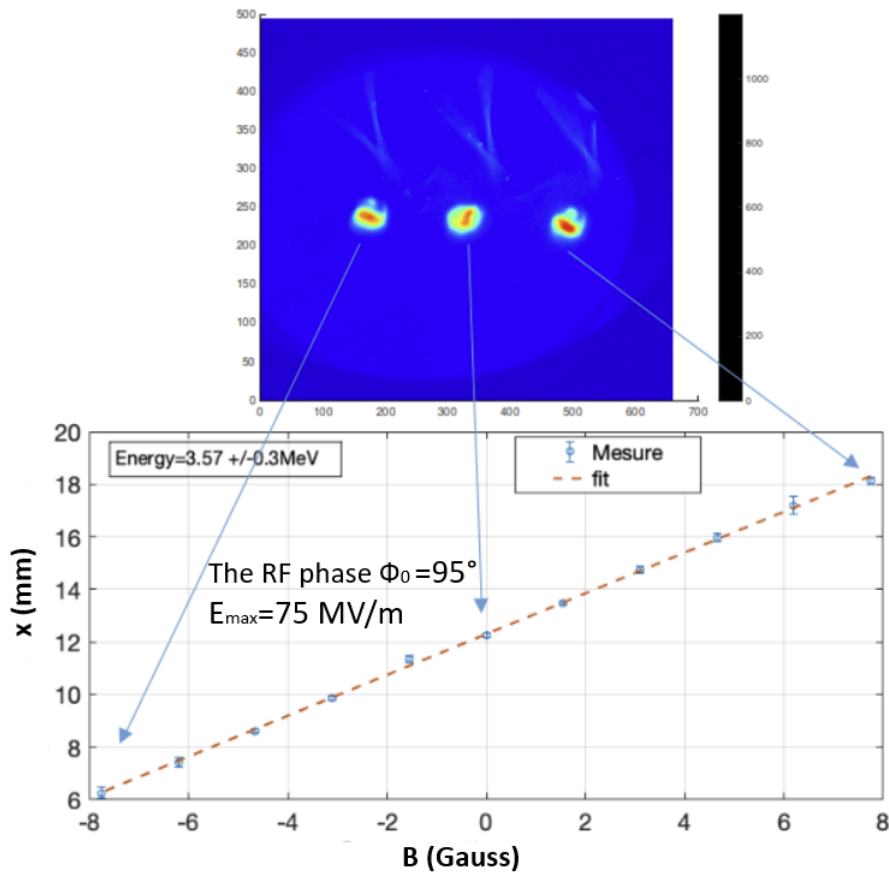 500
450
400
350
300
250
200
150
100
50
0
0 100 200 300 400 500 600 700
1000
800
600
400
200
0
20
18
16
14
12
10
8
6
Energy=3.57 +/-0.3MeV
Mesure
fit
The RF phase Φ₀ =95°
Eₘₐₓ=75 MV/m
x (mm)
-8 -6 -4 -2 0 2 4 6 8
B (Gauss)